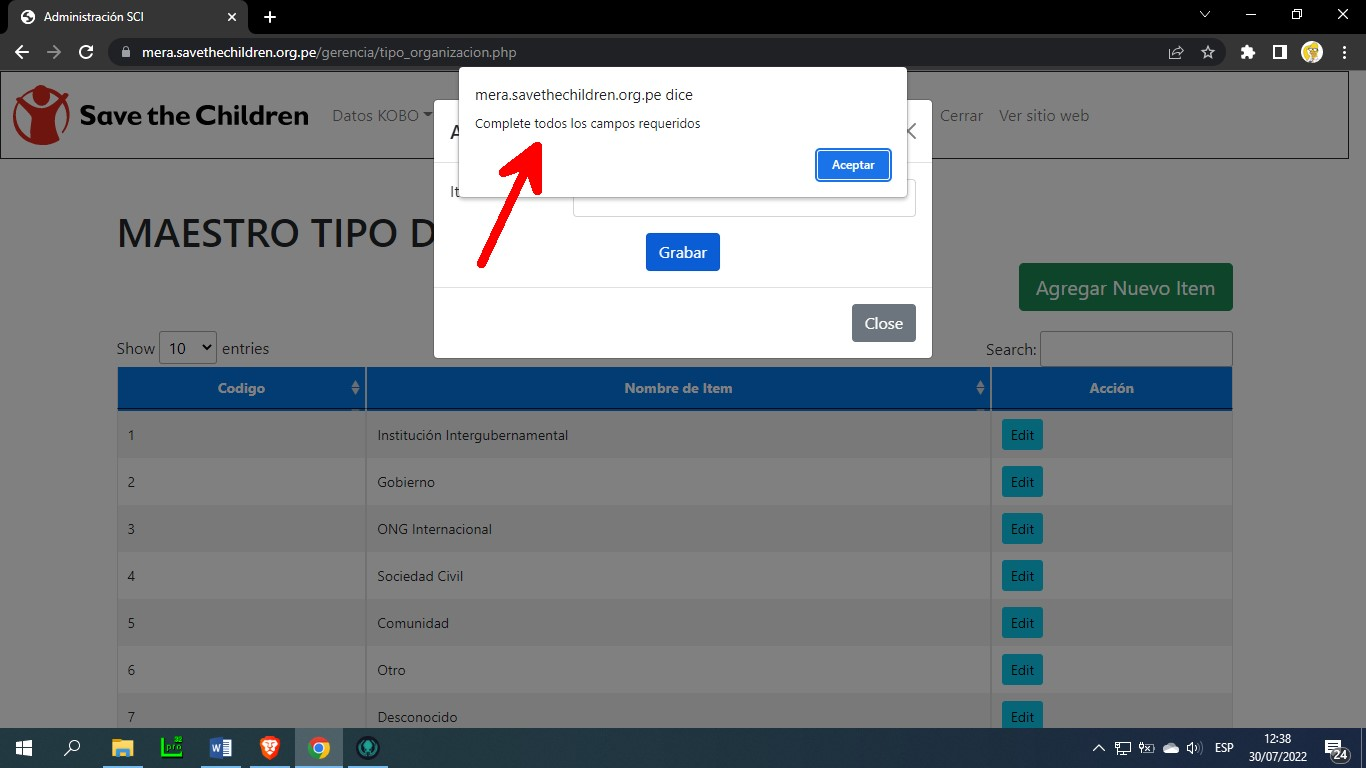 Administración SCI
mera.savethechildren.org.pe/gerencia/tipo_organizacion.php
Save the Children
Datos KOBO
Cerrar
Ver sitio web
mera.savethechildren.org.pe dice
Complete todos los campos requeridos
Aceptar
A
It
Grabar
Close
MAESTRO TIPO D
Agregar Nuevo Item
Show 10 entries
Search:
Codigo Nombre de Item Acción
1 Institución Intergubernamental Edit
2 Gobierno Edit
3 ONG Internacional Edit
4 Sociedad Civil Edit
5 Comunidad Edit
6 Otro Edit
7 Desconocido Edit
36
pro
W
ESP
12:38
30/07/2022
24